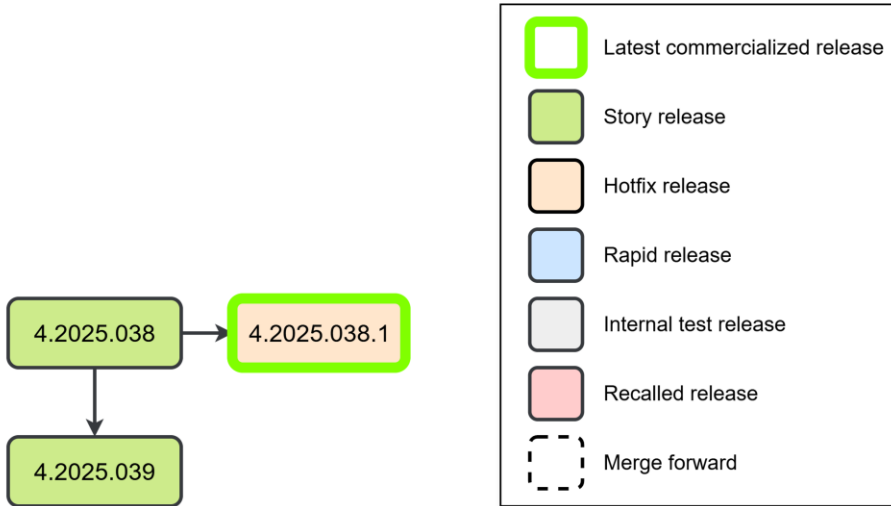 4.2025.038
4.2025.038.1
4.2025.039
Latest commercialized release
Story release
Hotfix release
Rapid release
Internal test release
Recalled release
Merge forward